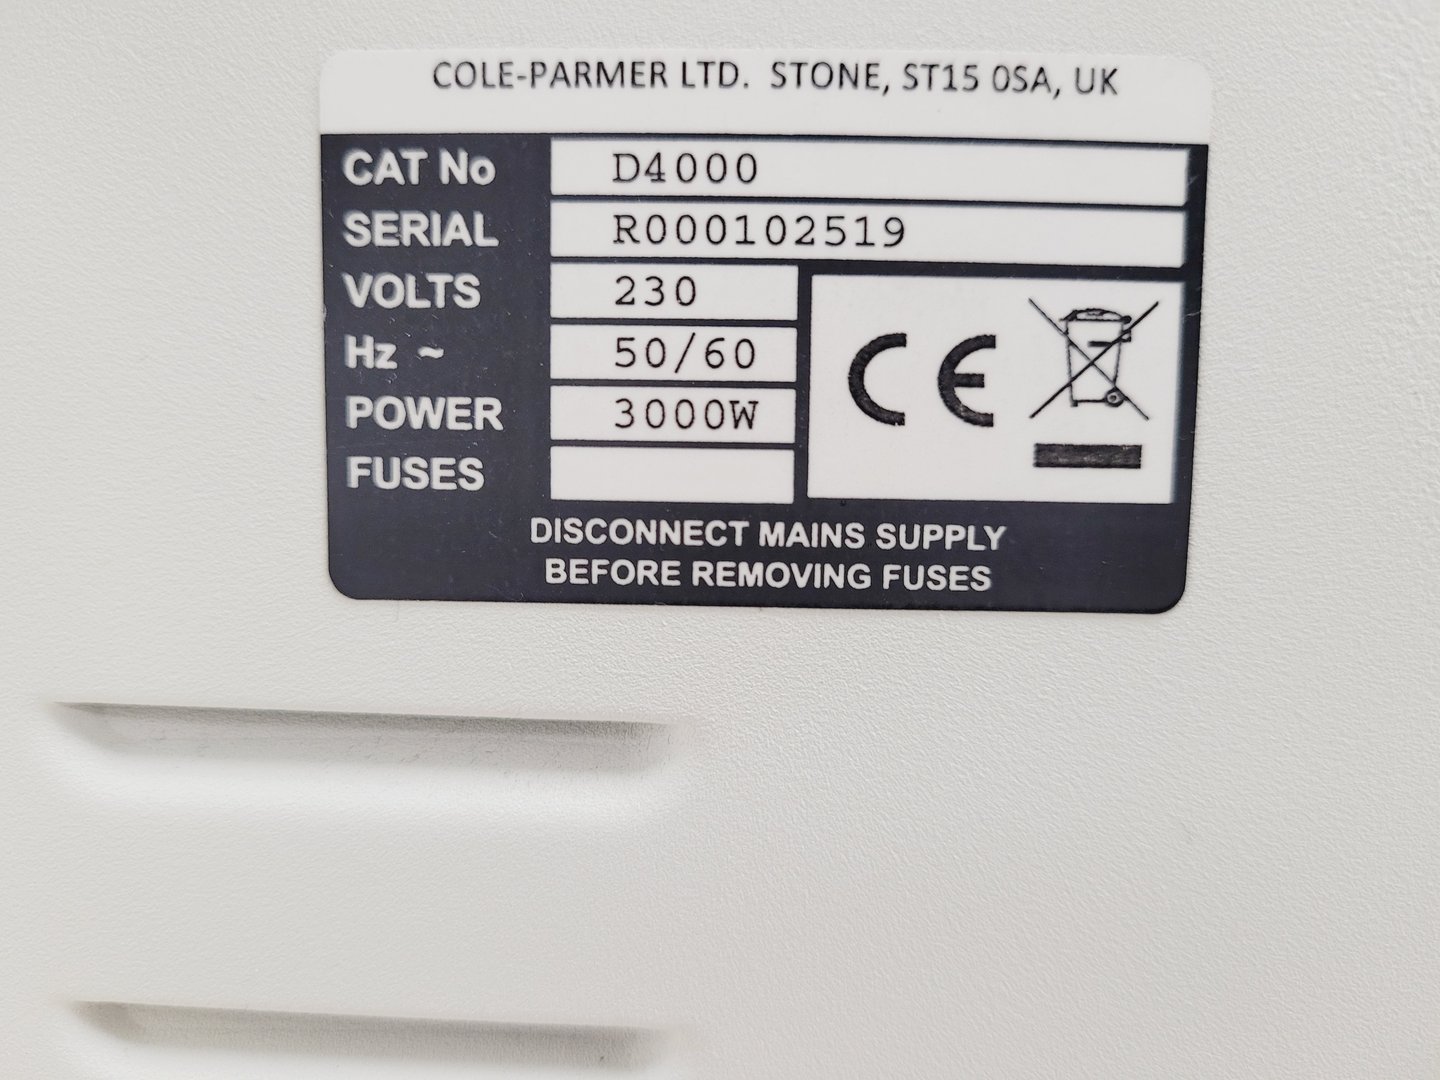 COLE-PARMER LTD. STONE, ST15 0SA, UK
CAT No D4000
SERIAL R000102519
VOLTS 230
Hz ~ 50/60
POWER 3000W
FUSES
CE
DISCONNECT MAINS SUPPLY
BEFORE REMOVING FUSES